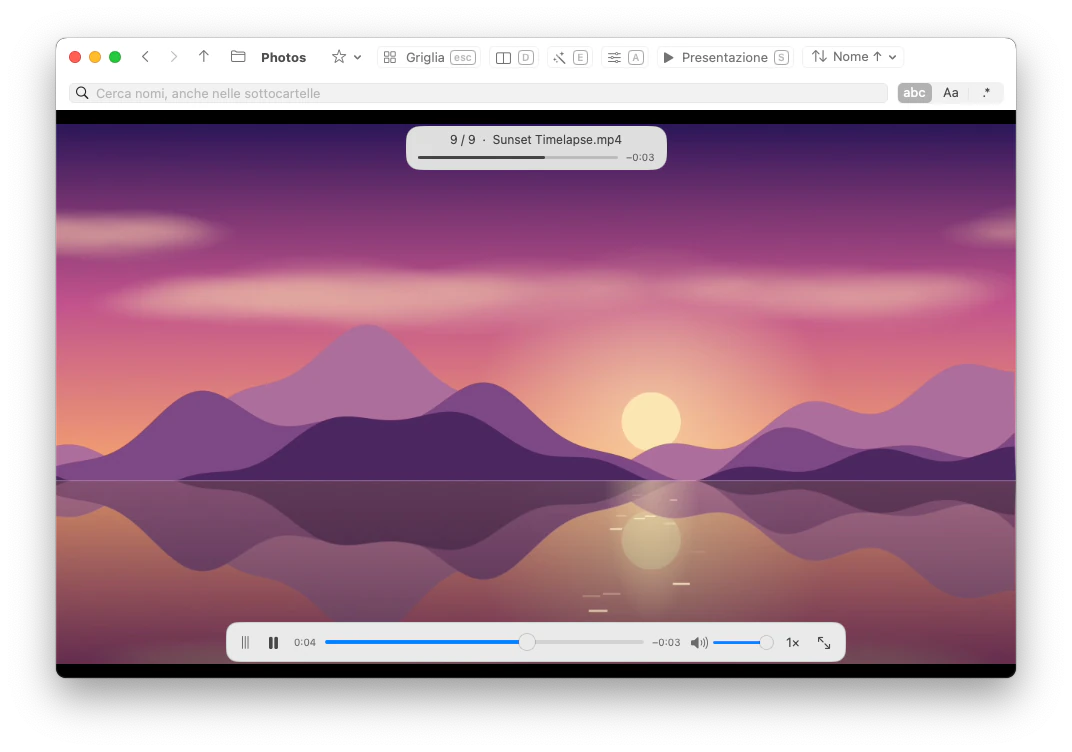 Photos Griglia esc D E A Presentazione S Nome
Cerca nomi, anche nelle sottocartelle abc Aa .*
9 / 9 · Sunset Timelapse.mp4
−0:03
0:04 −0:03 1×